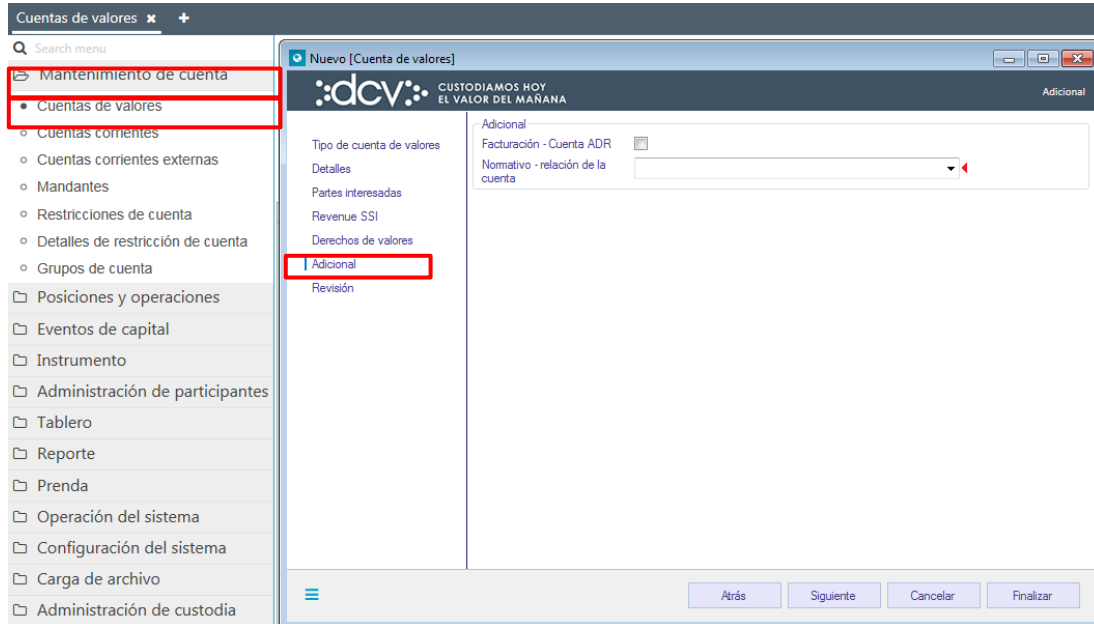 Cuentas de valores ✖ +
Search menu
Mantenimiento de cuenta
Cuentas de valores
Cuentas corrientes
Cuentas corrientes externas
Mandantes
Restricciones de cuenta
Detalles de restricción de cuenta
Grupos de cuenta
Posiciones y operaciones
Eventos de capital
Instrumento
Administración de participantes
Tablero
Reporte
Prenda
Operación del sistema
Configuración del sistema
Carga de archivo
Administración de custodia
Nuevo [Cuenta de valores]
dcv CUSTODIAMOS HOY
EL VALOR DEL MAÑANA
Adicional
Tipo de cuenta de valores
Detalles
Partes interesadas
Revenue SSI
Derechos de valores
Adicional
Revisión
Adicional
Facturación - Cuenta ADR
Normativo - relación de la
cuenta
Atrás Siguiente Cancelar Finalizar